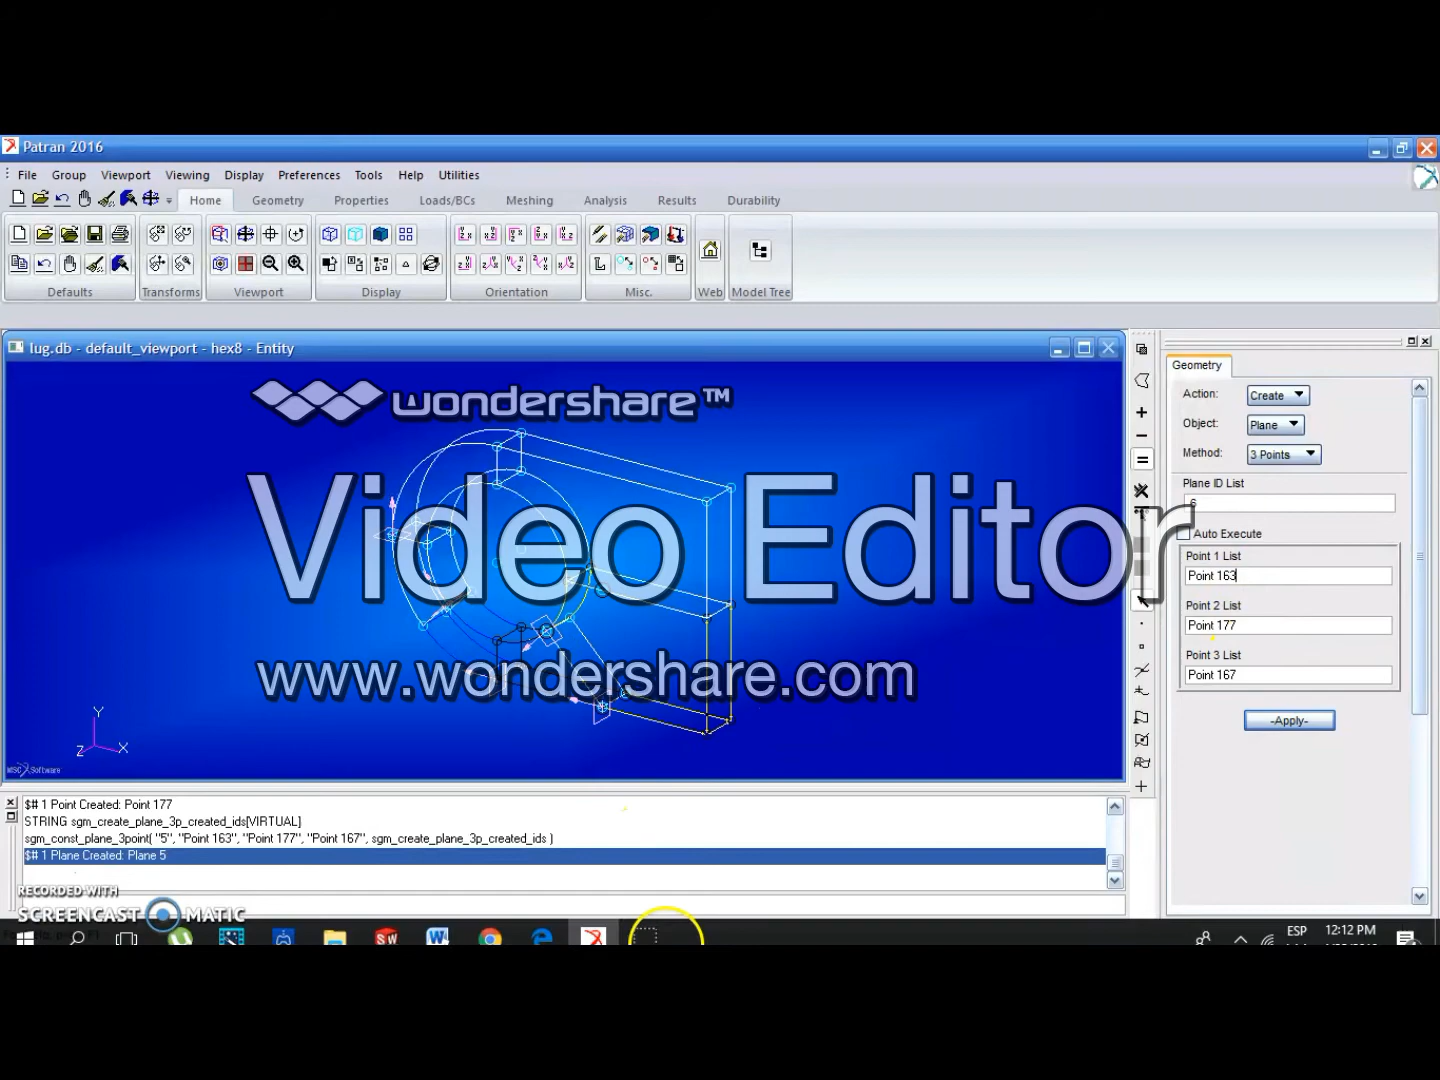 Patran 2016
File Group Viewport Viewing Display Preferences Tools Help Utilities
Home Geometry Properties Loads/BCs Meshing Analysis Results Durability
Defaults Transforms Viewport Display Orientation Misc. Web Model Tree
lug.db - default_viewport - hex8 - Entity
wondershare™
Video Editor
www.wondershare.com
Y
Z X
MSC Software
Geometry
Action: Create
Object: Plane
Method: 3 Points
Plane ID List
6
Auto Execute
Point 1 List
Point 163
Point 2 List
Point 177
Point 3 List
Point 167
-Apply-
$# 1 Point Created: Point 177
STRING sgm_create_plane_3p_created_ids[VIRTUAL]
sgm_const_plane_3point( "5", "Point 163", "Point 177", "Point 167", sgm_create_plane_3p_created_ids )
$# 1 Plane Created: Plane 5
RECORDED WITH
SCREENCAST MATIC
ESP 12:12 PM